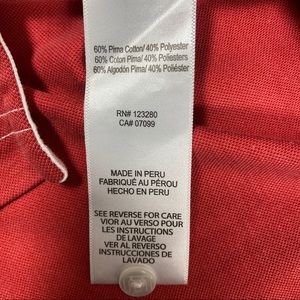 60% Pima Cotton/ 40% Polyester
60% Coton Pima/ 40% Polyesters
60% Algodón Pima/ 40% Poliéster
RN# 123280
CA# 07099
MADE IN PERU
FABRIQUÉ AU PÉROU
HECHO EN PERU
SEE REVERSE FOR CARE
VIOR AU VERSO POUR
LES INSTRUCTIONS
DE LAVAGE
VER AL REVERSO
INSTRUCCIONES DE
LAVADO